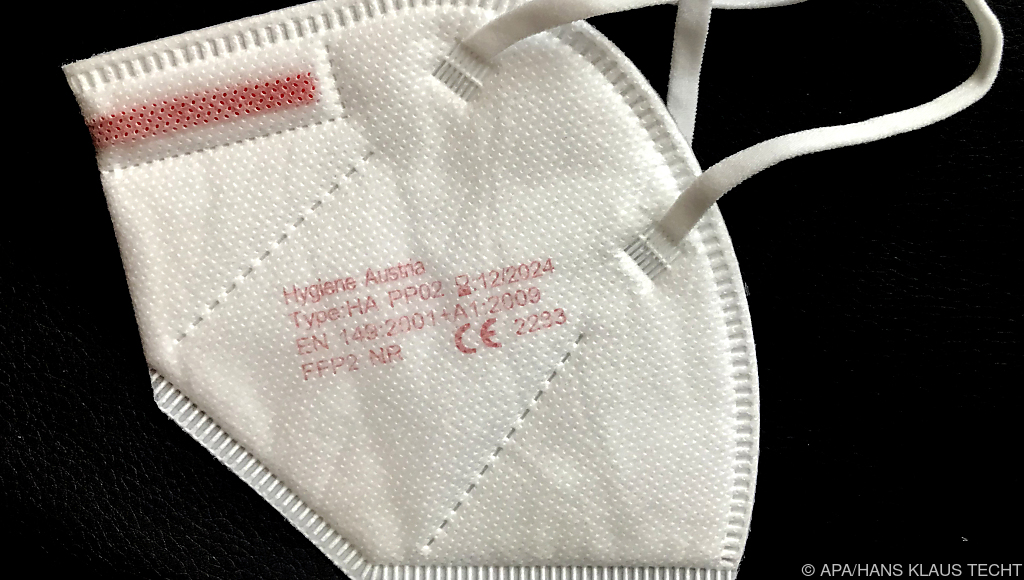 Hygiene Austria
Type:HA PP02 ⌛:12/2024
EN 149:2001+A1:2009
FFP2 NR CE 2233
© APA/HANS KLAUS TECHT